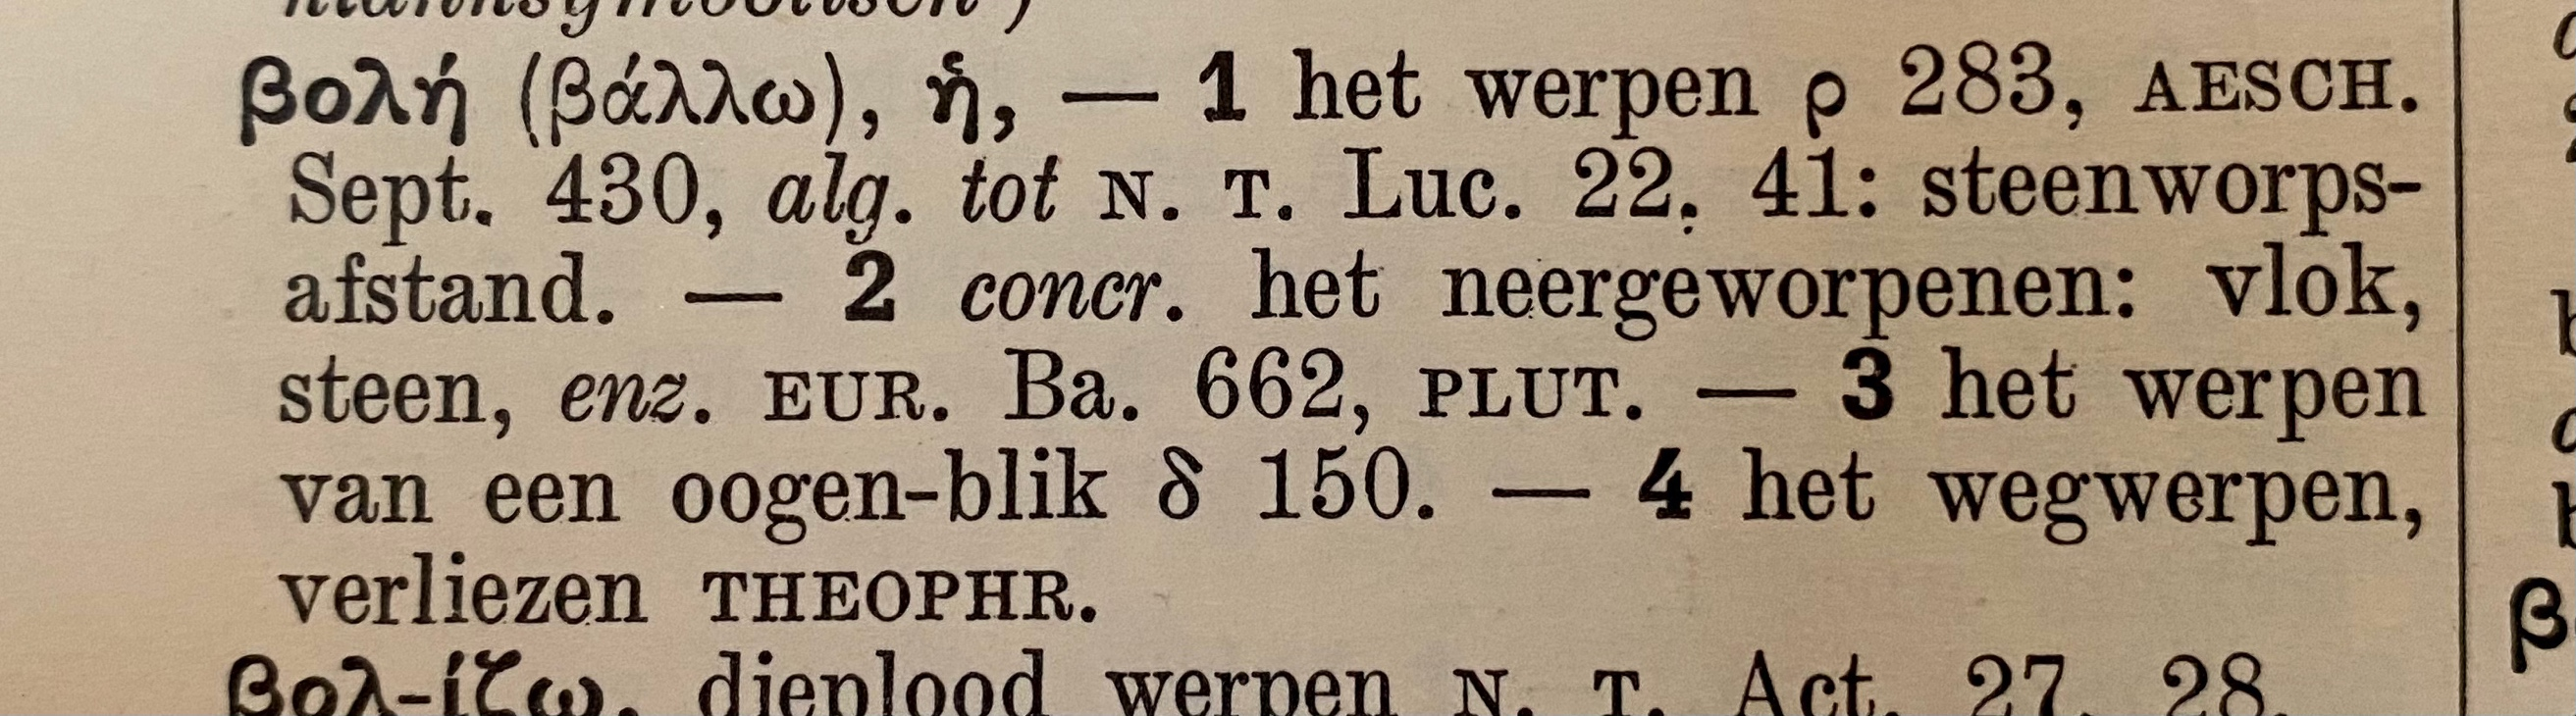 βολή (βάλλω), ἡ, — 1 het werpen ρ 283, AESCH.
Sept. 430, alg. tot N. T. Luc. 22. 41: steenworps-
afstand. — 2 concr. het neergeworpenen: vlok,
steen, enz. EUR. Ba. 662, PLUT. — 3 het werpen
van een oogen-blik δ 150. — 4 het wegwerpen,
verliezen THEOPHR.
βολ-ίζω, dieplood werpen N. T. Act. 27. 28.